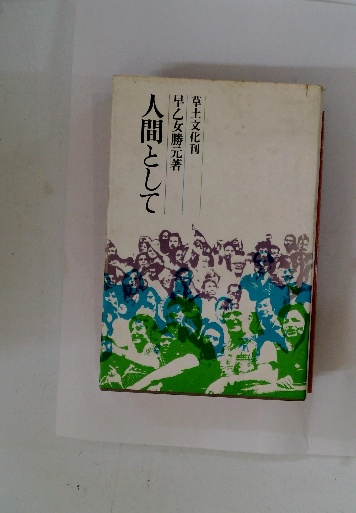 草土文化刊
早乙女勝元著
人間として